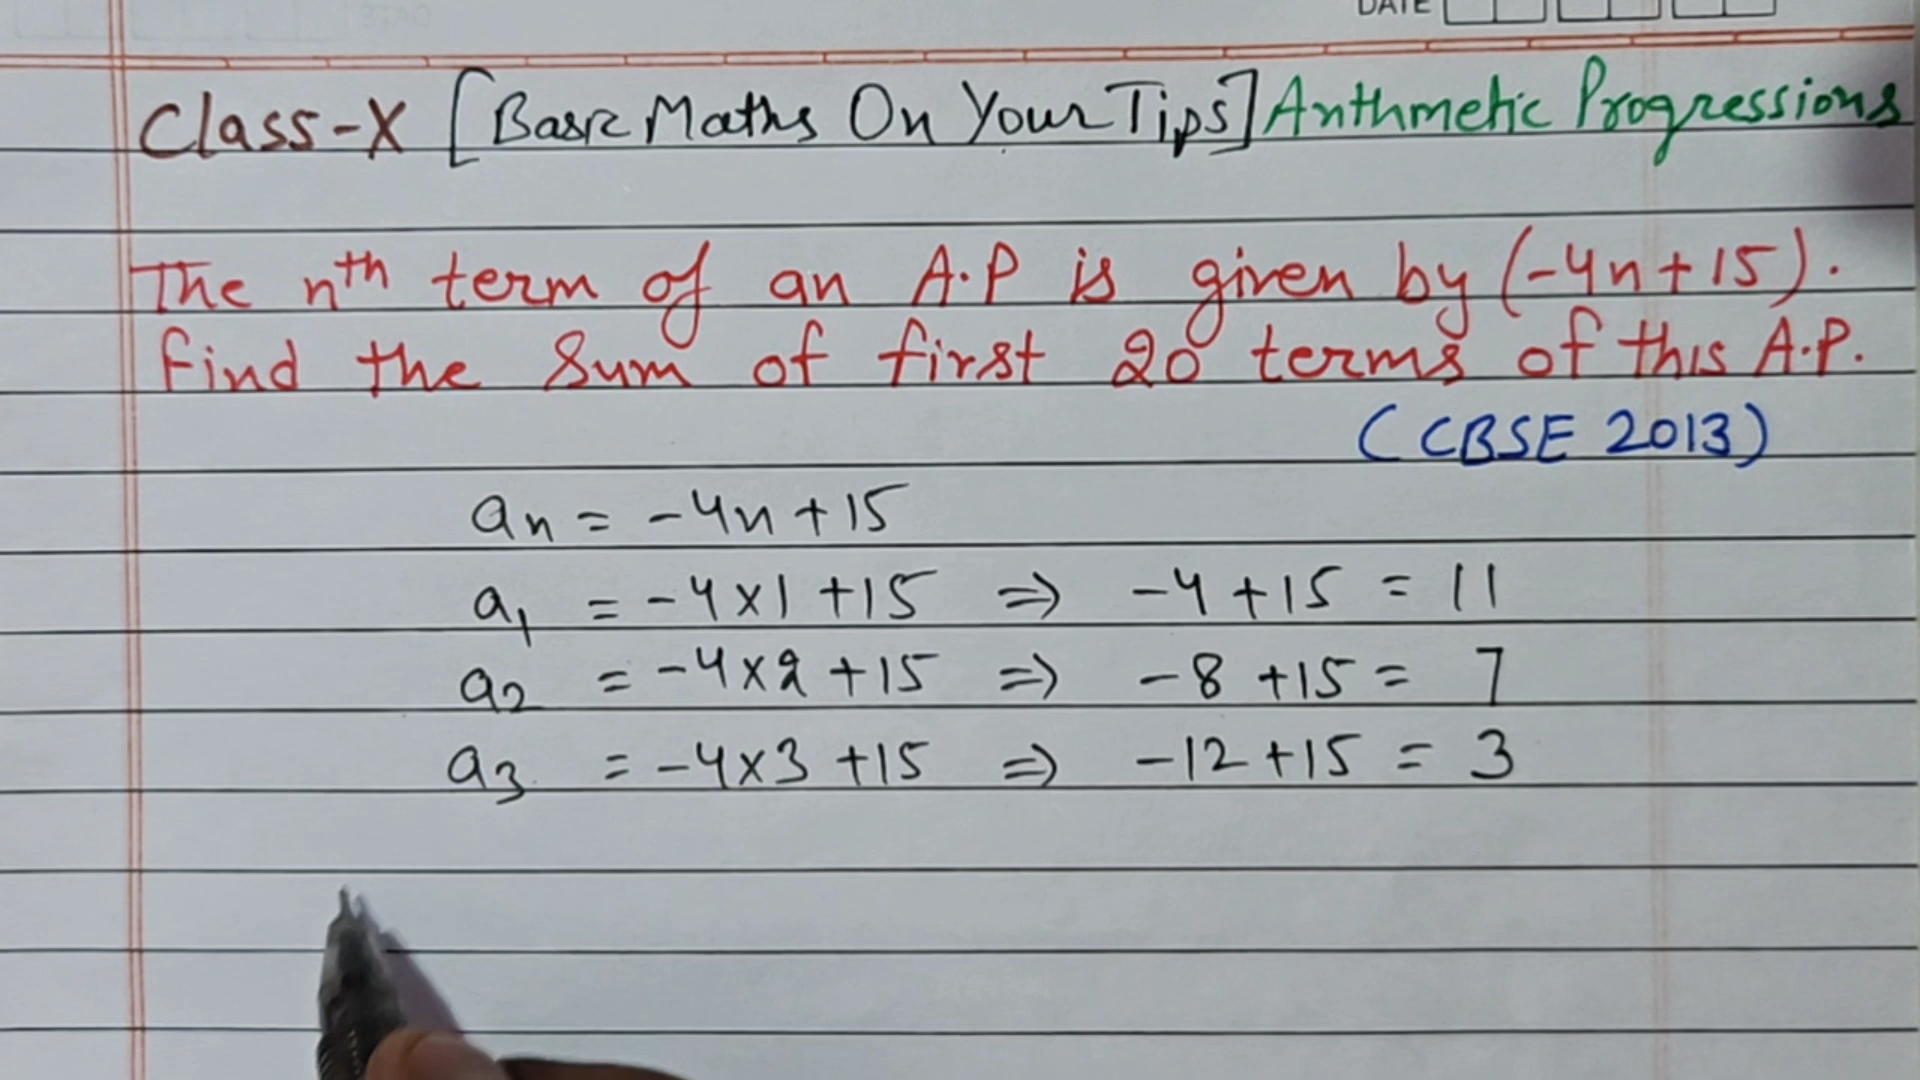 DATE
Class-X [Basic Maths On Your Tips] Arithmetic Progressions
The nth term of an A.P is given by (-4n+15).
Find the Sum of first 20 terms of this A.P.
(CBSE 2013)
an = -4n+15
a1 = -4×1+15 ⇒ -4+15 = 11
a2 = -4×2+15 ⇒ -8+15 = 7
a3 = -4×3+15 ⇒ -12+15 = 3